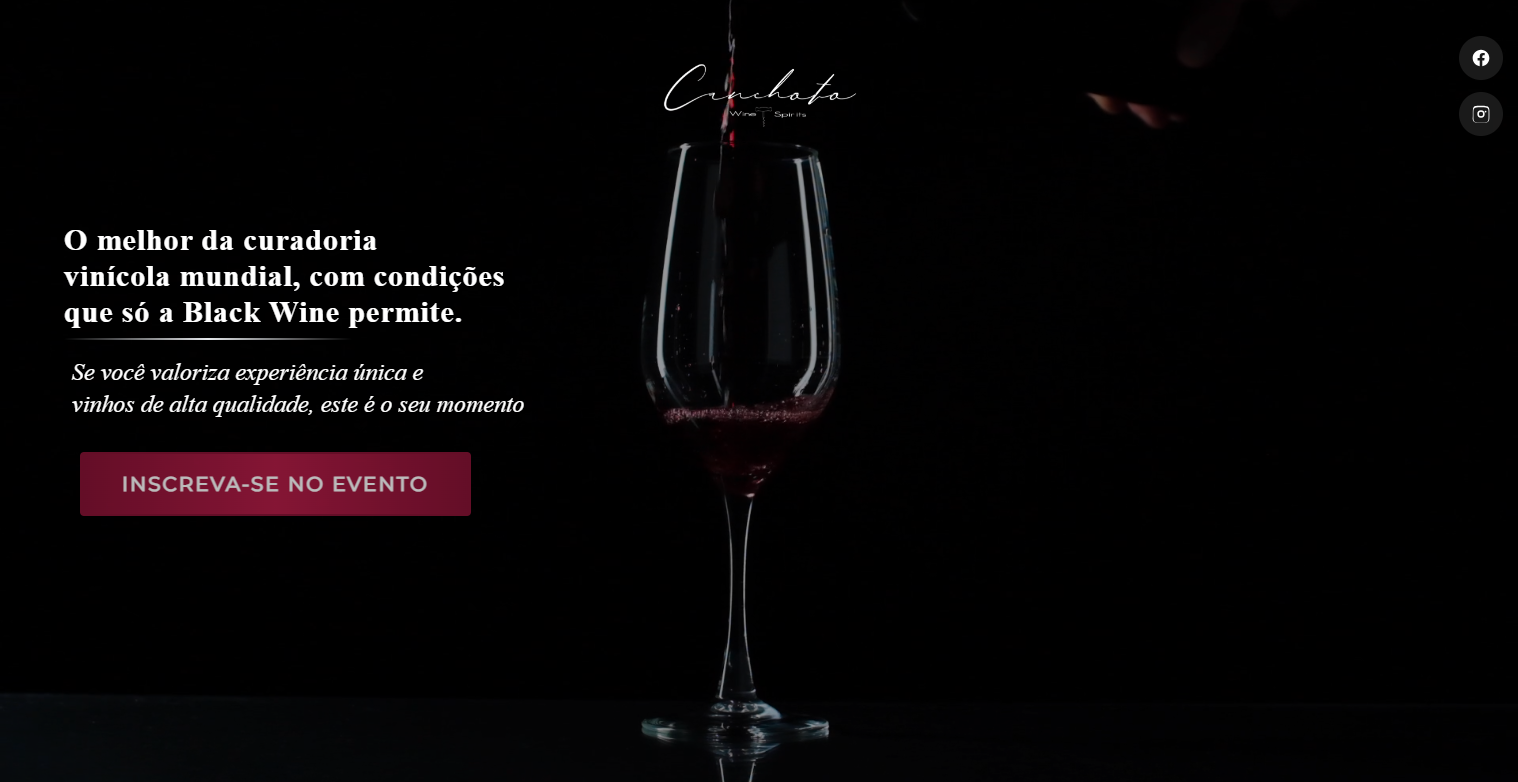 Canchoto
Wine Spirits
O melhor da curadoria
vinícola mundial, com condições
que só a Black Wine permite.
Se você valoriza experiência única e
vinhos de alta qualidade, este é o seu momento
INSCREVA-SE NO EVENTO